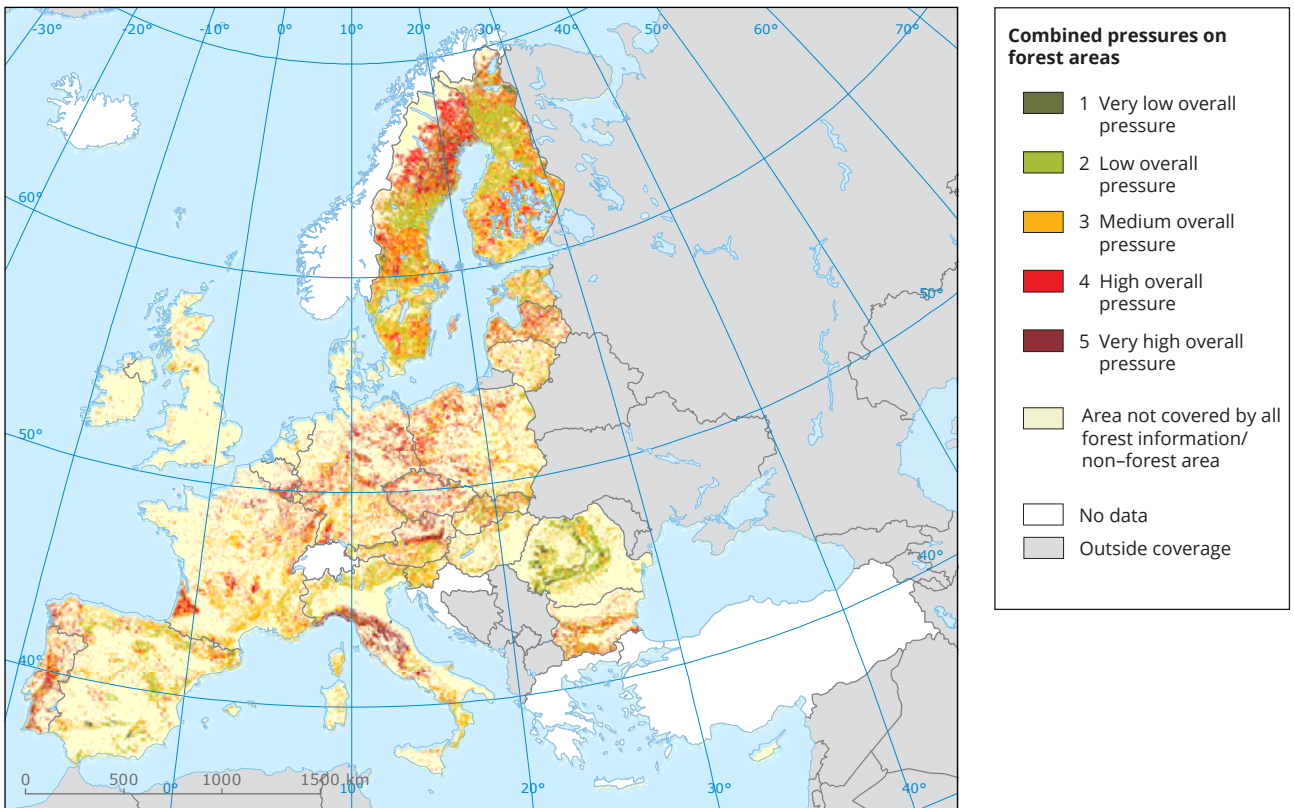 -30°
-20°
-10°
0°
10°
20°
30°
40°
50°
60°
70°
60°
50°
50°
40°
40°
0
500
1000
1500 km
0°
10°
20°
30°
40°
Combined pressures on
forest areas
1 Very low overall
pressure
2 Low overall
pressure
3 Medium overall
pressure
4 High overall
pressure
5 Very high overall
pressure
Area not covered by all
forest information/
non–forest area
No data
Outside coverage